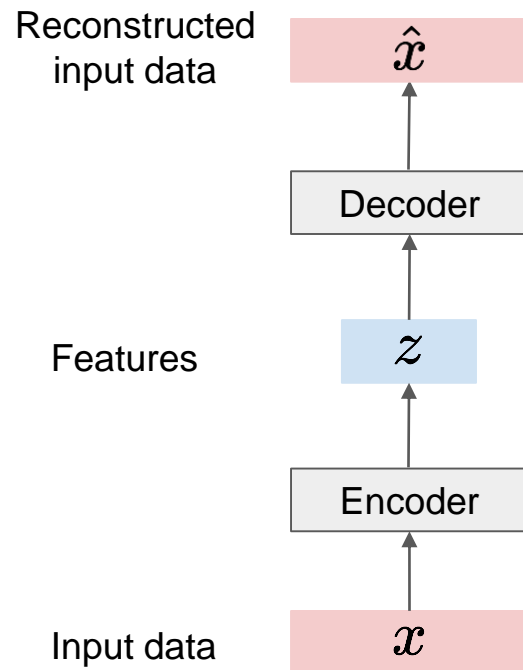 Reconstructed
input data
x̂
Decoder
Features
z
Encoder
Input data
x